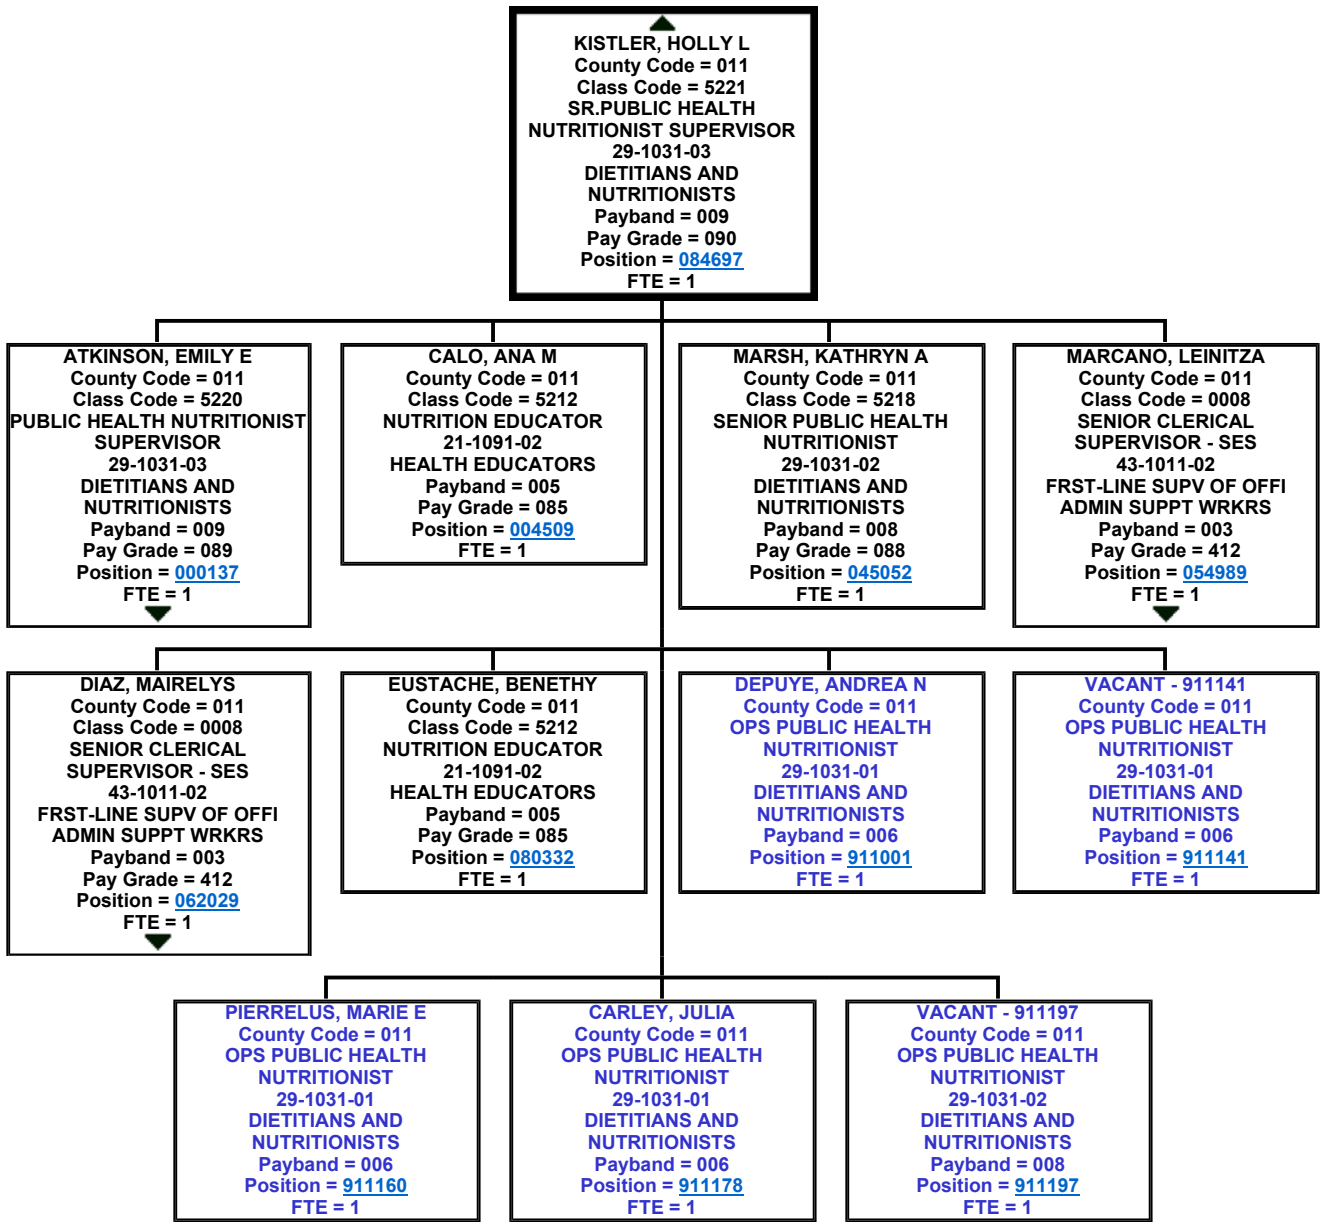 KISTLER, HOLLY L
County Code = 011
Class Code = 5221
SR.PUBLIC HEALTH
NUTRITIONIST SUPERVISOR
29-1031-03
DIETITIANS AND
NUTRITIONISTS
Payband = 009
Pay Grade = 090
Position = 084697
FTE = 1
ATKINSON, EMILY E
County Code = 011
Class Code = 5220
PUBLIC HEALTH NUTRITIONIST
SUPERVISOR
29-1031-03
DIETITIANS AND
NUTRITIONISTS
Payband = 009
Pay Grade = 089
Position = 000137
FTE = 1
CALO, ANA M
County Code = 011
Class Code = 5212
NUTRITION EDUCATOR
21-1091-02
HEALTH EDUCATORS
Payband = 005
Pay Grade = 085
Position = 004509
FTE = 1
MARSH, KATHRYN A
County Code = 011
Class Code = 5218
SENIOR PUBLIC HEALTH
NUTRITIONIST
29-1031-02
DIETITIANS AND
NUTRITIONISTS
Payband = 008
Pay Grade = 088
Position = 045052
FTE = 1
MARCANO, LEINITZA
County Code = 011
Class Code = 0008
SENIOR CLERICAL
SUPERVISOR - SES
43-1011-02
FRST-LINE SUPV OF OFFI
ADMIN SUPPT WRKRS
Payband = 003
Pay Grade = 412
Position = 054989
FTE = 1
DIAZ, MAIRELYS
County Code = 011
Class Code = 0008
SENIOR CLERICAL
SUPERVISOR - SES
43-1011-02
FRST-LINE SUPV OF OFFI
ADMIN SUPPT WRKRS
Payband = 003
Pay Grade = 412
Position = 062029
FTE = 1
EUSTACHE, BENETHY
County Code = 011
Class Code = 5212
NUTRITION EDUCATOR
21-1091-02
HEALTH EDUCATORS
Payband = 005
Pay Grade = 085
Position = 080332
FTE = 1
DEPUYE, ANDREA N
County Code = 011
OPS PUBLIC HEALTH
NUTRITIONIST
29-1031-01
DIETITIANS AND
NUTRITIONISTS
Payband = 006
Position = 911001
FTE = 1
VACANT - 911141
County Code = 011
OPS PUBLIC HEALTH
NUTRITIONIST
29-1031-01
DIETITIANS AND
NUTRITIONISTS
Payband = 006
Position = 911141
FTE = 1
PIERRELUS, MARIE E
County Code = 011
OPS PUBLIC HEALTH
NUTRITIONIST
29-1031-01
DIETITIANS AND
NUTRITIONISTS
Payband = 006
Position = 911160
FTE = 1
CARLEY, JULIA
County Code = 011
OPS PUBLIC HEALTH
NUTRITIONIST
29-1031-01
DIETITIANS AND
NUTRITIONISTS
Payband = 006
Position = 911178
FTE = 1
VACANT - 911197
County Code = 011
OPS PUBLIC HEALTH
NUTRITIONIST
29-1031-02
DIETITIANS AND
NUTRITIONISTS
Payband = 008
Position = 911197
FTE = 1